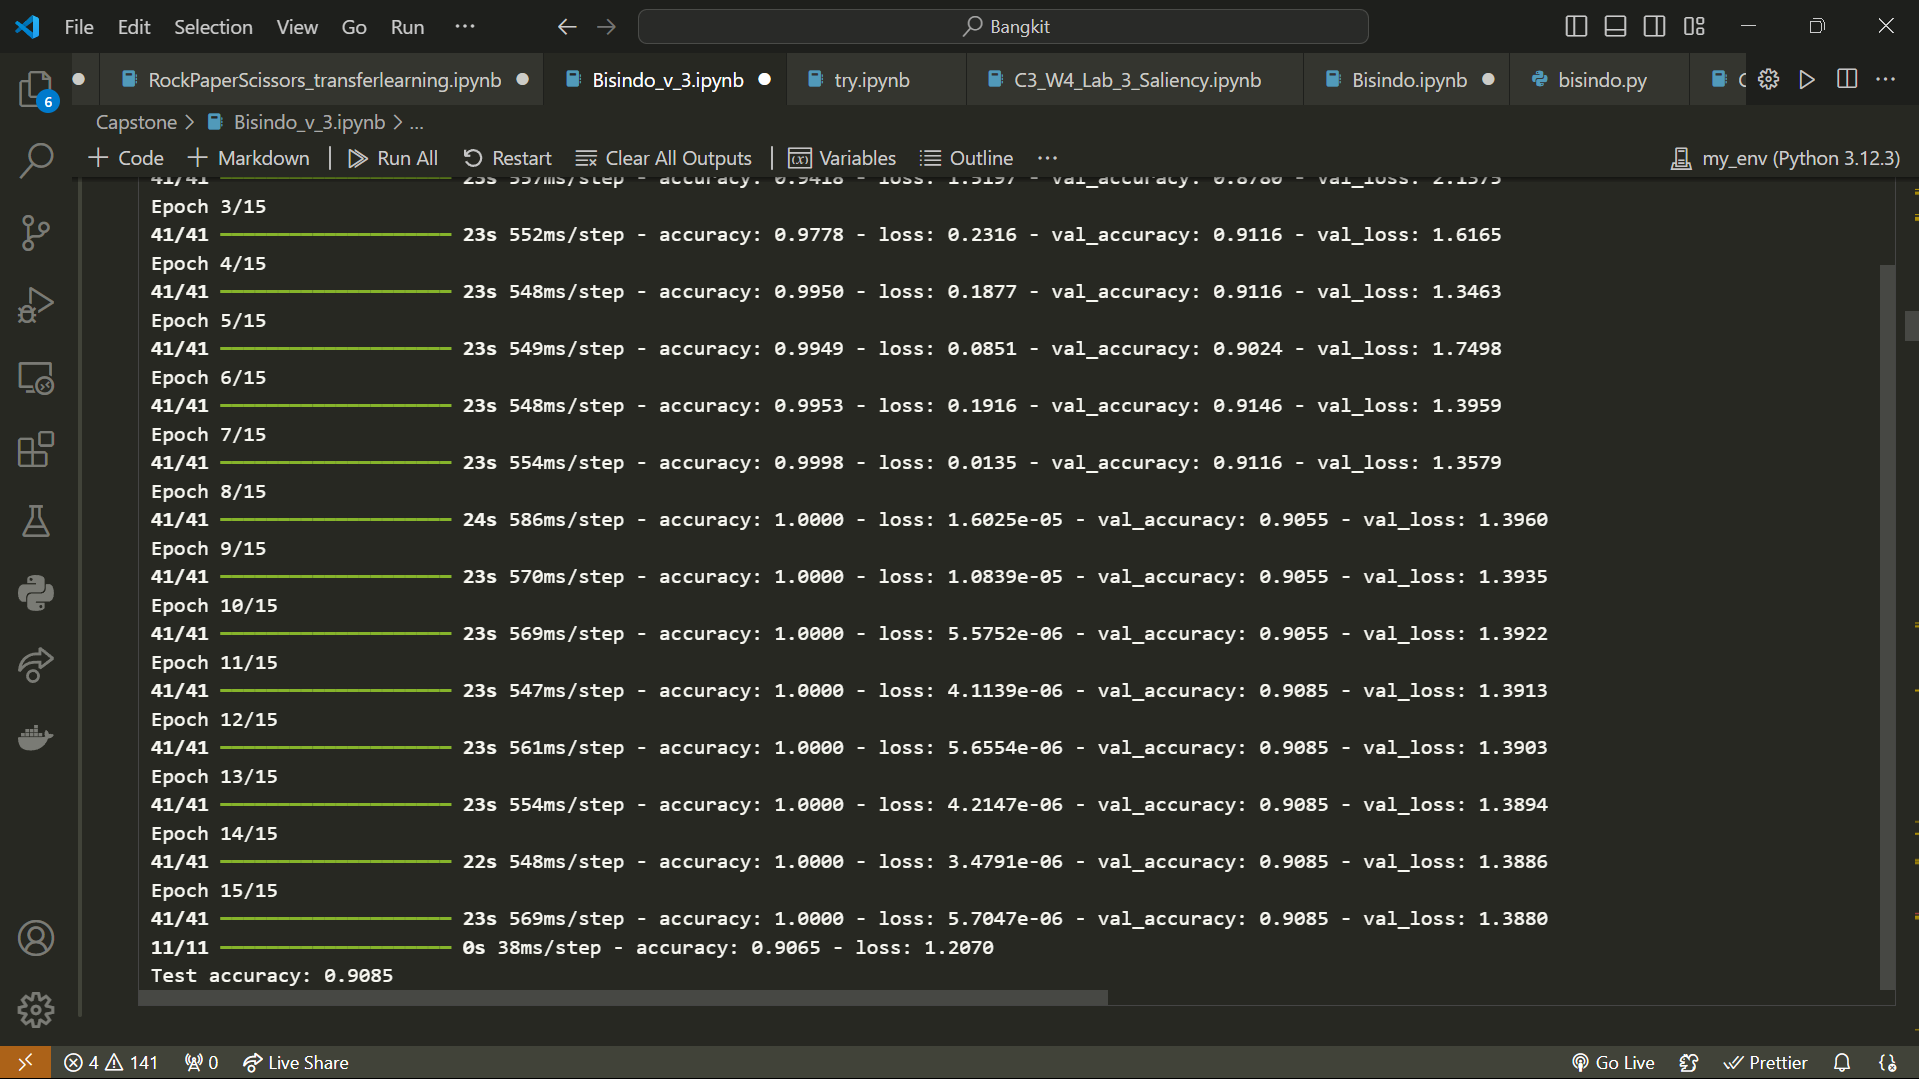 File Edit Selection View Go Run ··· Bangkit
RockPaperScissors_transferlearning.ipynb Bisindo_v_3.ipynb try.ipynb C3_W4_Lab_3_Saliency.ipynb Bisindo.ipynb bisindo.py
6
Capstone > Bisindo_v_3.ipynb > ...
+ Code + Markdown | Run All Restart Clear All Outputs | Variables Outline ··· my_env (Python 3.12.3)
41/41 23s 557ms/step - accuracy: 0.9418 - loss: 1.5197 - val_accuracy: 0.8780 - val_loss: 2.1375
Epoch 3/15
41/41 23s 552ms/step - accuracy: 0.9778 - loss: 0.2316 - val_accuracy: 0.9116 - val_loss: 1.6165
Epoch 4/15
41/41 23s 548ms/step - accuracy: 0.9950 - loss: 0.1877 - val_accuracy: 0.9116 - val_loss: 1.3463
Epoch 5/15
41/41 23s 549ms/step - accuracy: 0.9949 - loss: 0.0851 - val_accuracy: 0.9024 - val_loss: 1.7498
Epoch 6/15
41/41 23s 548ms/step - accuracy: 0.9953 - loss: 0.1916 - val_accuracy: 0.9146 - val_loss: 1.3959
Epoch 7/15
41/41 23s 554ms/step - accuracy: 0.9998 - loss: 0.0135 - val_accuracy: 0.9116 - val_loss: 1.3579
Epoch 8/15
41/41 24s 586ms/step - accuracy: 1.0000 - loss: 1.6025e-05 - val_accuracy: 0.9055 - val_loss: 1.3960
Epoch 9/15
41/41 23s 570ms/step - accuracy: 1.0000 - loss: 1.0839e-05 - val_accuracy: 0.9055 - val_loss: 1.3935
Epoch 10/15
41/41 23s 569ms/step - accuracy: 1.0000 - loss: 5.5752e-06 - val_accuracy: 0.9055 - val_loss: 1.3922
Epoch 11/15
41/41 23s 547ms/step - accuracy: 1.0000 - loss: 4.1139e-06 - val_accuracy: 0.9085 - val_loss: 1.3913
Epoch 12/15
41/41 23s 561ms/step - accuracy: 1.0000 - loss: 5.6554e-06 - val_accuracy: 0.9085 - val_loss: 1.3903
Epoch 13/15
41/41 23s 554ms/step - accuracy: 1.0000 - loss: 4.2147e-06 - val_accuracy: 0.9085 - val_loss: 1.3894
Epoch 14/15
41/41 22s 548ms/step - accuracy: 1.0000 - loss: 3.4791e-06 - val_accuracy: 0.9085 - val_loss: 1.3886
Epoch 15/15
41/41 23s 569ms/step - accuracy: 1.0000 - loss: 5.7047e-06 - val_accuracy: 0.9085 - val_loss: 1.3880
11/11 0s 38ms/step - accuracy: 0.9065 - loss: 1.2070
Test accuracy: 0.9085
4 141 0 Live Share Go Live Prettier